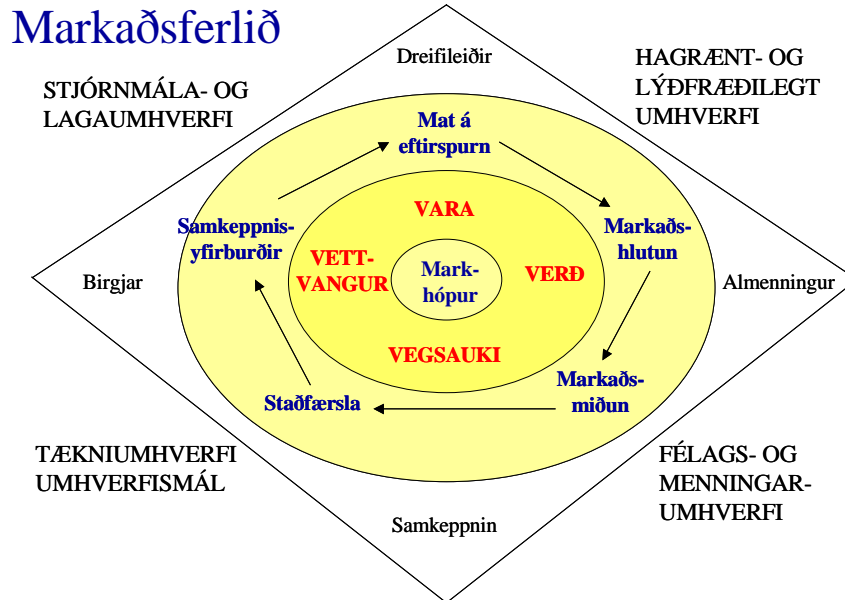 Markaðsferlið
Dreifileiðir
STJÓRNMÁLA- OG
LAGAUMHVERFI
HAGRÆNT- OG
LÝÐFRÆÐILEGT
UMHVERFI
Mat á
eftirspurn
Samkeppnis-
yfirburðir
VARA
Markaðs-
hlutun
VETT-
VANGUR
Mark-
hópur
VERÐ
Birgjar
Almenningur
VEGSAUKI
Staðfærsla
Markaðs-
miðun
TÆKNIUMHVERFI
UMHVERFISMÁL
FÉLAGS- OG
MENNINGAR-
UMHVERFI
Samkeppnin